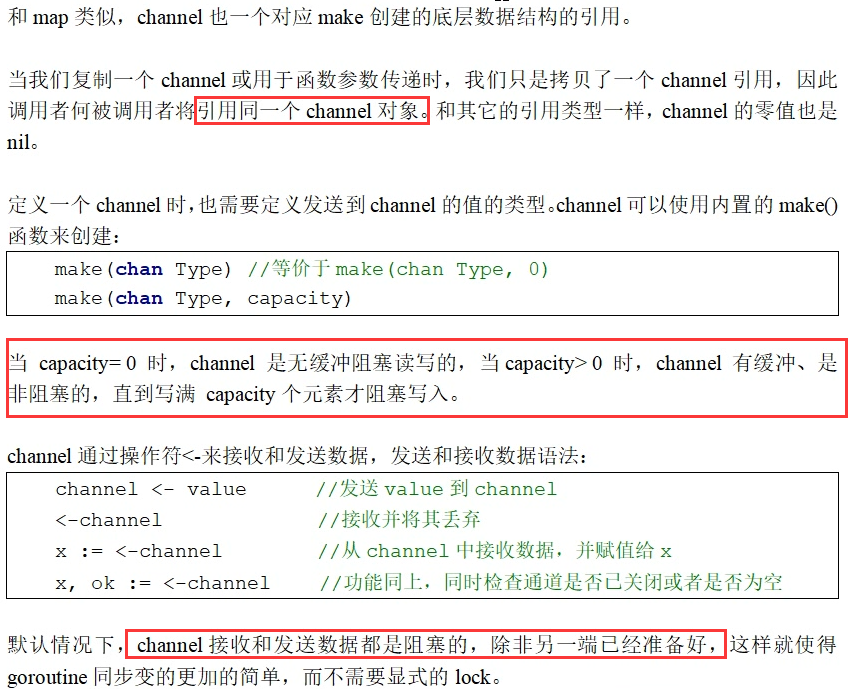 和 map 类似，channel 也一个对应 make 创建的底层数据结构的引用。
当我们复制一个 channel 或用于函数参数传递时，我们只是拷贝了一个 channel 引用，因此
调用者何被调用者将引用同一个 channel 对象。和其它的引用类型一样，channel 的零值也是
nil。
定义一个 channel 时，也需要定义发送到 channel 的值的类型。channel 可以使用内置的 make()
函数来创建：
make(chan Type) //等价于 make(chan Type, 0)
make(chan Type, capacity)
当 capacity= 0 时，channel 是无缓冲阻塞读写的，当 capacity> 0 时，channel 有缓冲、是
非阻塞的，直到写满 capacity 个元素才阻塞写入。
channel 通过操作符<-来接收和发送数据，发送和接收数据语法：
channel <- value //发送 value 到 channel
<-channel //接收并将其丢弃
x := <-channel //从 channel 中接收数据，并赋值给 x
x, ok := <-channel //功能同上，同时检查通道是否已关闭或者是否为空
默认情况下，channel 接收和发送数据都是阻塞的，除非另一端已经准备好，这样就使得
goroutine 同步变的更加的简单，而不需要显式的 lock。